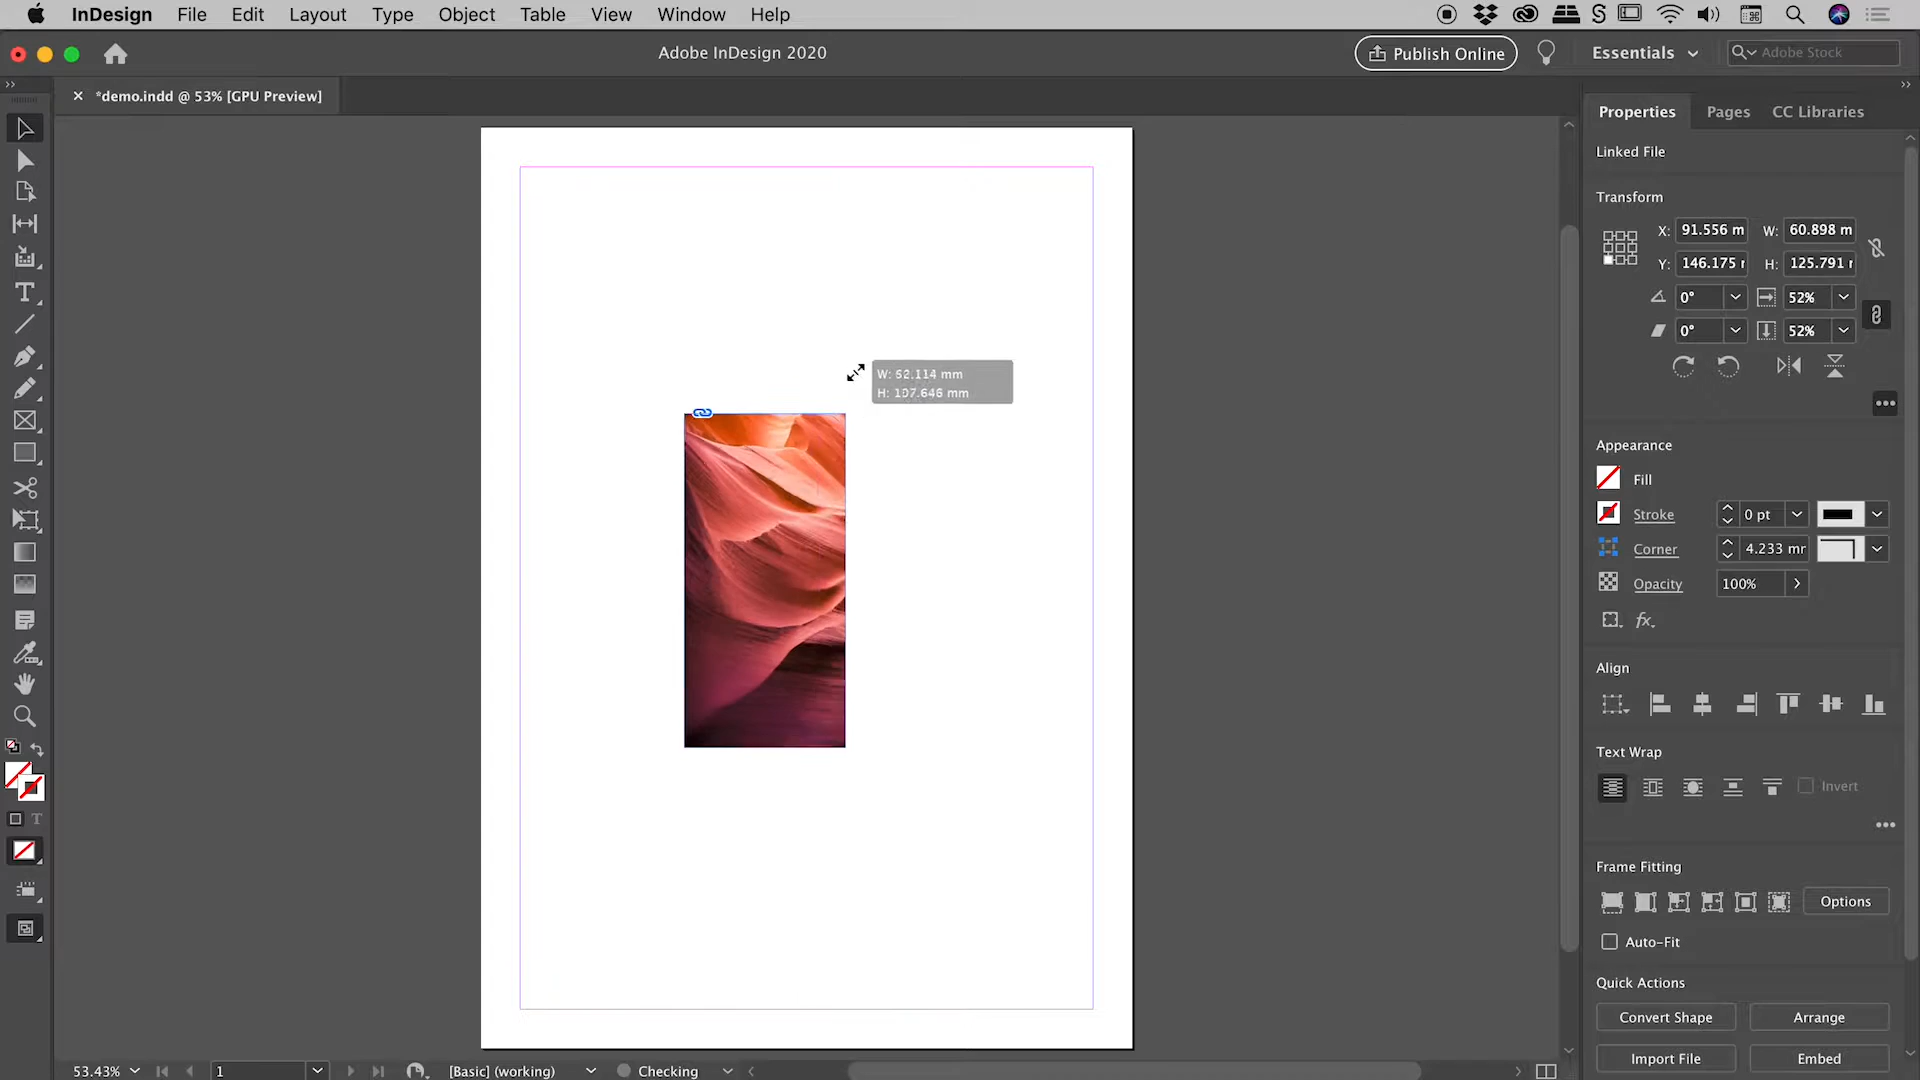 InDesign File Edit Layout Type Object Table View Window Help
Adobe InDesign 2020
Publish Online
Essentials
Adobe Stock
*demo.indd @ 53% [GPU Preview]
Properties Pages CC Libraries
Linked File
Transform
X: 91.556 m W: 60.898 m
Y: 146.175 H: 125.791
0° 52%
0° 52%
W: 52.114 mm
H: 107.646 mm
Appearance
Fill
Stroke 0 pt
Corner 4.233 mr
Opacity 100%
fx.
Align
Text Wrap
Invert
Frame Fitting
Options
Auto-Fit
Quick Actions
Convert Shape Arrange
Import File Embed
T
T
53.43% 1 [Basic] (working) Checking